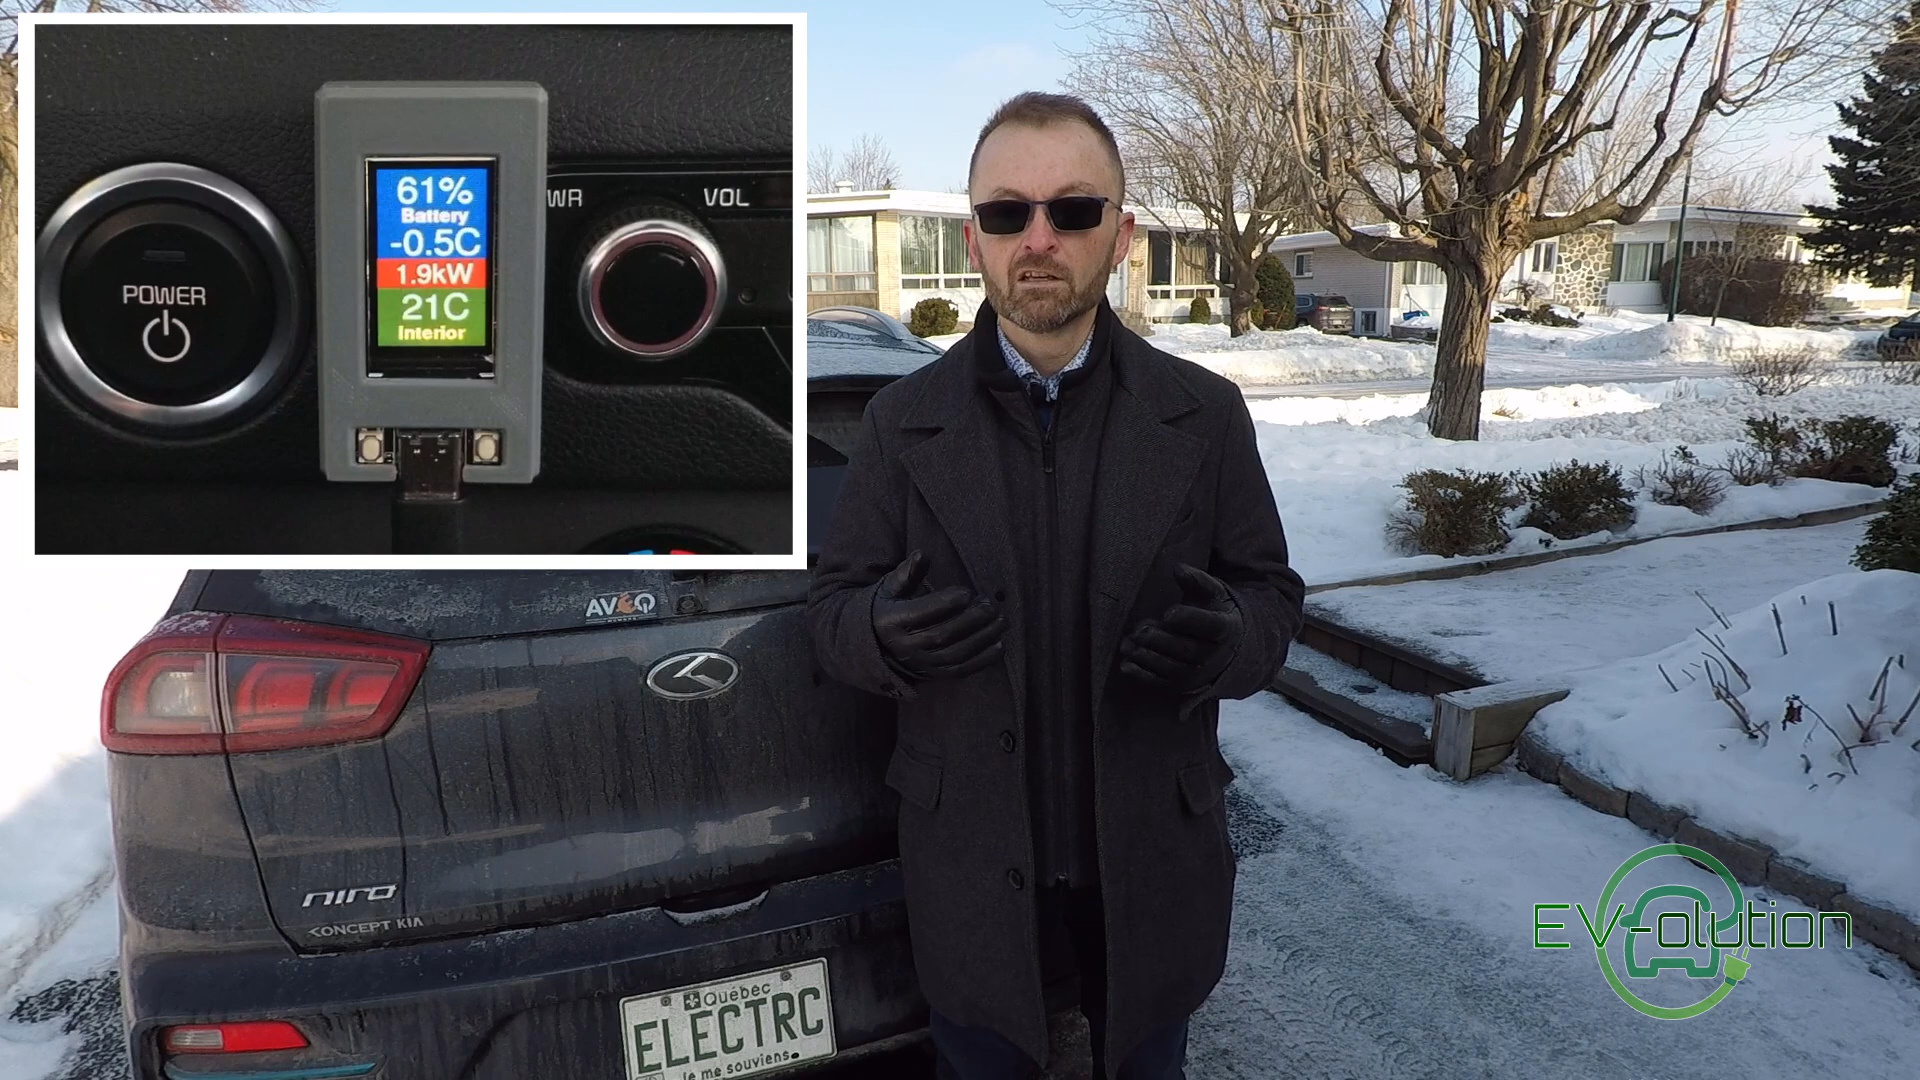 61%
Battery
-0.5C
1.9kW
21C
Interior
POWER
WR
VOL
AVEQ
niro
KONCEPT KIA
Québec
ELECTRC
Je me souviens
EV-olution